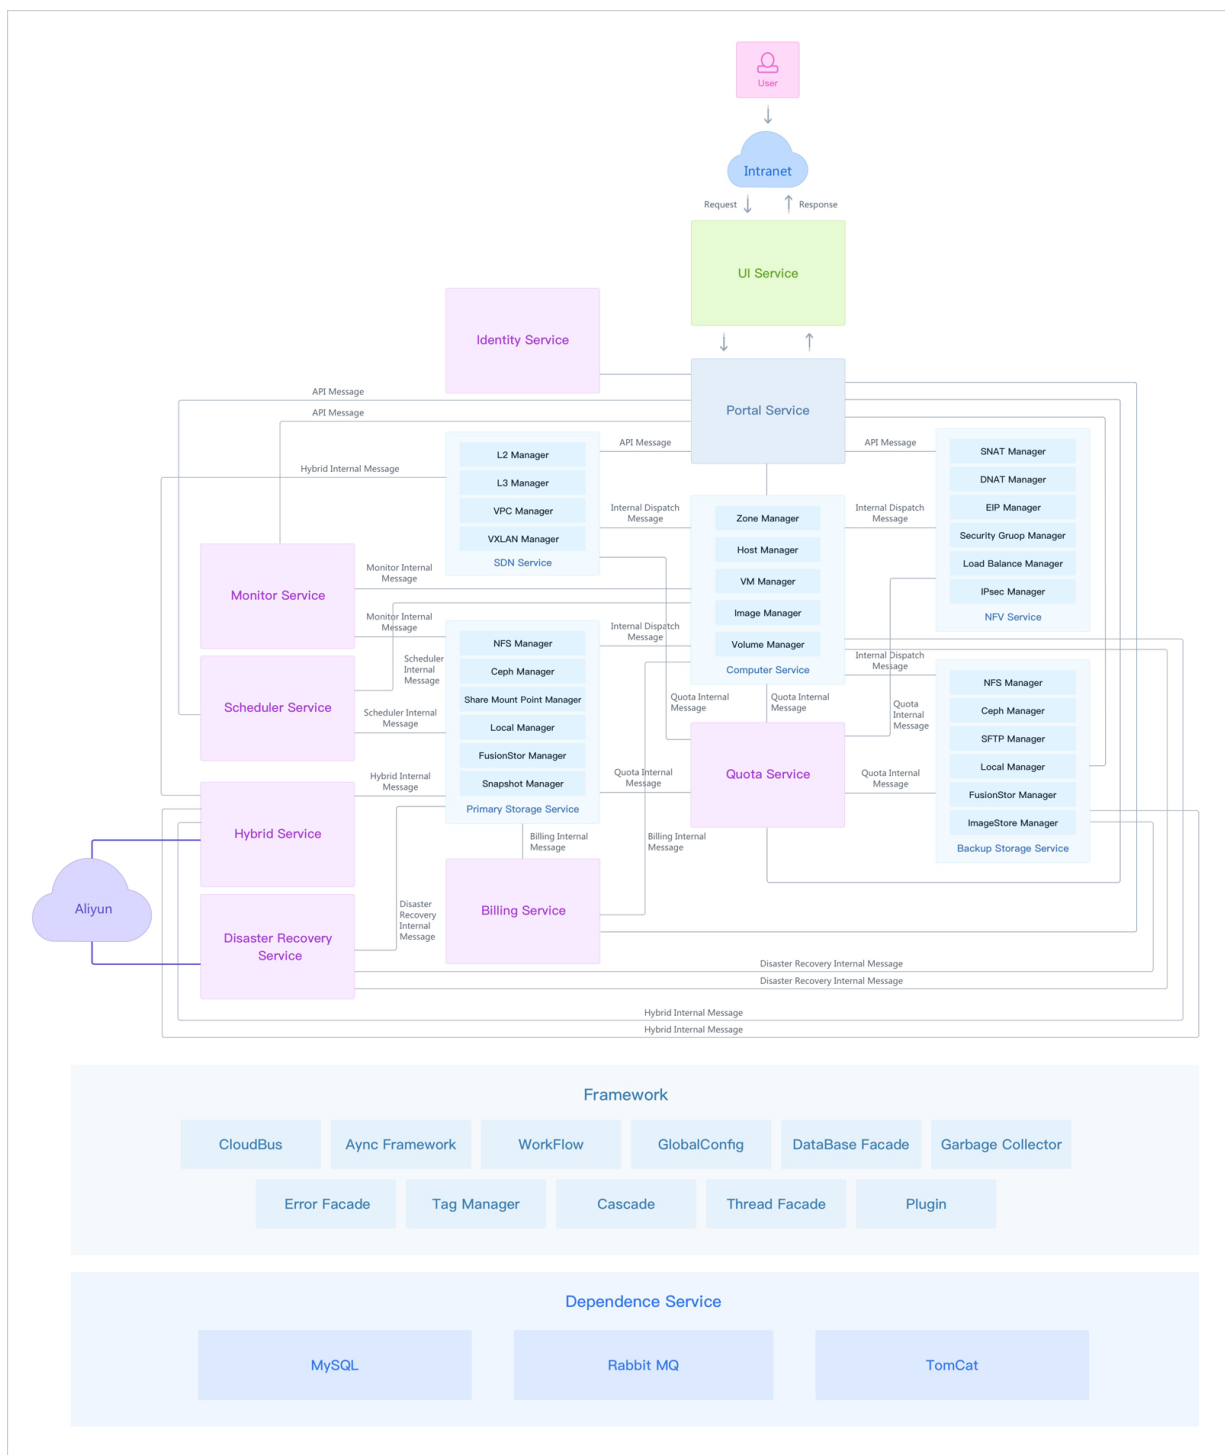 User
Intranet
Request
Response
UI Service
Identity Service
API Message
Portal Service
API Message
API Message
API Message
Hybrid Internal Message
L2 Manager
L3 Manager
VPC Manager
VXLAN Manager
SDN Service
Internal Dispatch
Message
Zone Manager
Host Manager
VM Manager
Image Manager
Volume Manager
Computer Service
Internal Dispatch
Message
SNAT Manager
DNAT Manager
EIP Manager
Security Gruop Manager
Load Balance Manager
IPsec Manager
NFV Service
Monitor Service
Monitor Internal
Message
Monitor Internal
Message
Scheduler
Internal
Message
Scheduler Service
Scheduler Internal
Message
NFS Manager
Ceph Manager
Share Mount Point Manager
Local Manager
FusionStor Manager
Snapshot Manager
Primary Storage Service
Internal Dispatch
Message
Internal Dispatch
Message
Quota Internal
Message
Quota Internal
Message
Quota
Internal
Message
Quota Service
Quota Internal
Message
Quota Internal
Message
NFS Manager
Ceph Manager
SFTP Manager
Local Manager
FusionStor Manager
ImageStore Manager
Backup Storage Service
Hybrid Internal
Message
Hybrid Service
Billing Internal
Message
Billing Internal
Message
Aliyun
Disaster
Recovery
Internal
Message
Billing Service
Disaster Recovery
Service
Disaster Recovery Internal Message
Disaster Recovery Internal Message
Hybrid Internal Message
Hybrid Internal Message
Framework
CloudBus
Aync Framework
WorkFlow
GlobalConfig
DataBase Facade
Garbage Collector
Error Facade
Tag Manager
Cascade
Thread Facade
Plugin
Dependence Service
MySQL
Rabbit MQ
TomCat